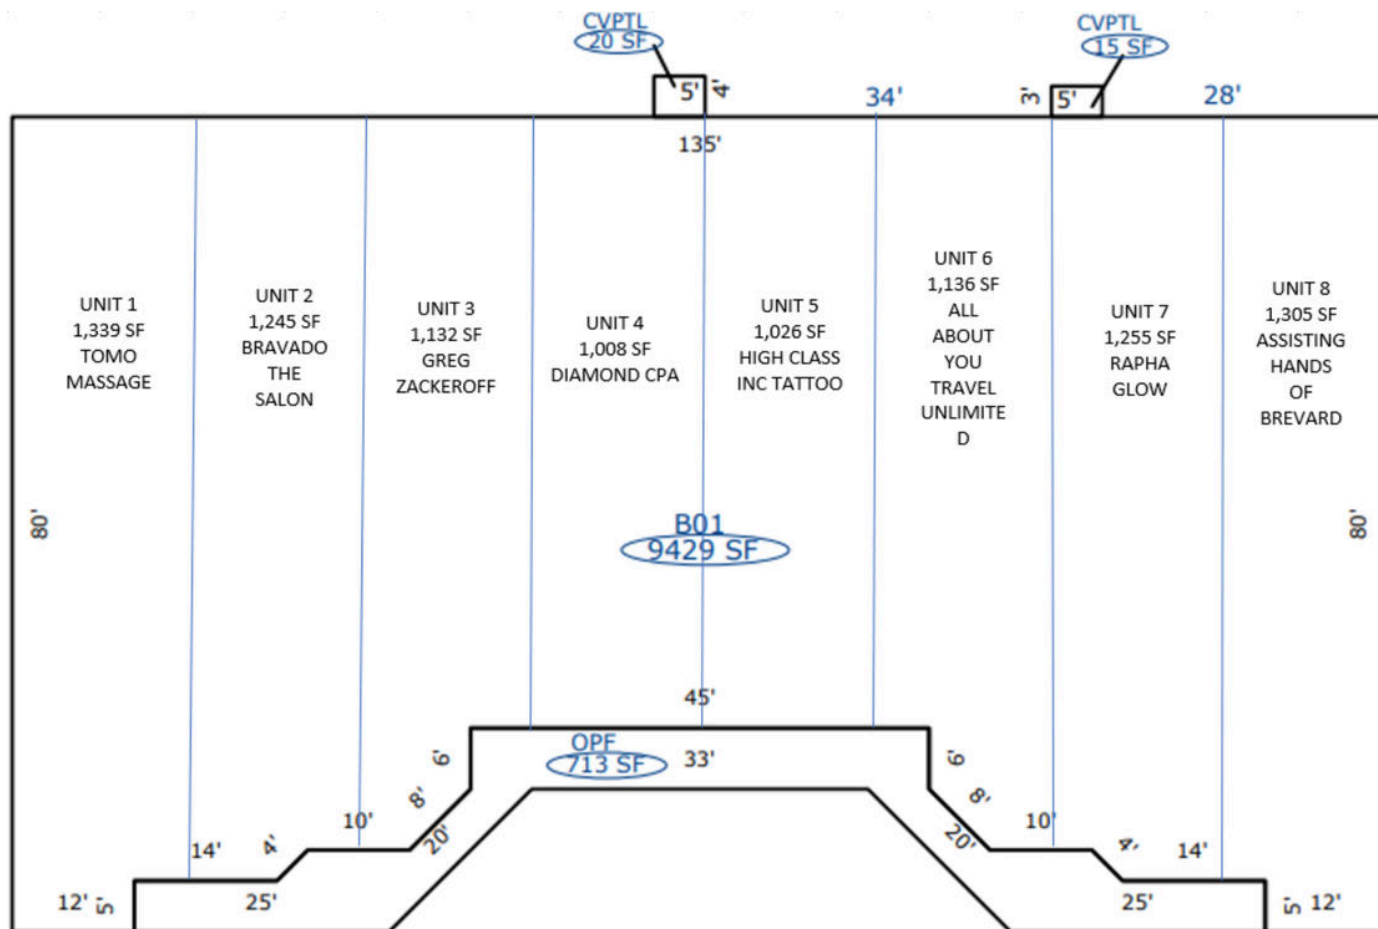 CVPTL
20 SF
CVPTL
15 SF
5'
4'
34'
3'
5'
28'
135'
UNIT 1
1,339 SF
TOMO
MASSAGE
UNIT 2
1,245 SF
BRAVADO
THE
SALON
UNIT 3
1,132 SF
GREG
ZACKEROFF
UNIT 4
1,008 SF
DIAMOND CPA
UNIT 5
1,026 SF
HIGH CLASS
INC TATTOO
UNIT 6
1,136 SF
ALL
ABOUT
YOU
TRAVEL
UNLIMITE
D
UNIT 7
1,255 SF
RAPHA
GLOW
UNIT 8
1,305 SF
ASSISTING
HANDS
OF
BREVARD
80'
B01
9429 SF
80'
45'
OPF
713 SF
33'
6'
6'
8'
8'
10'
20'
20'
10'
14'
4'
4'
14'
12'
5'
25'
25'
5'
12'